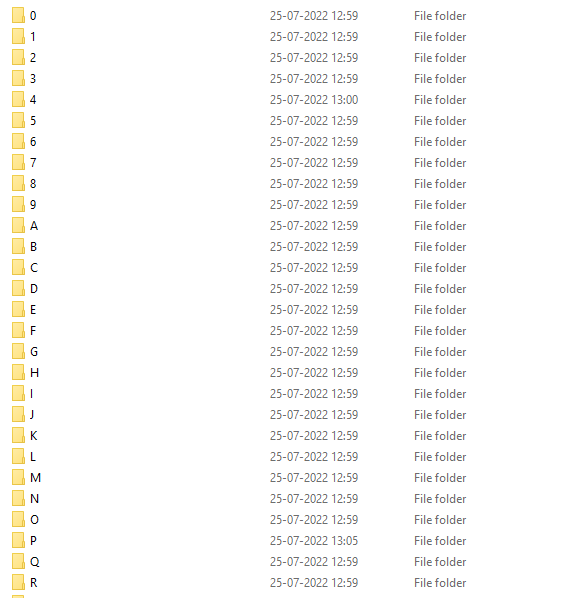 0 25-07-2022 12:59 File folder
1 25-07-2022 12:59 File folder
2 25-07-2022 12:59 File folder
3 25-07-2022 12:59 File folder
4 25-07-2022 13:00 File folder
5 25-07-2022 12:59 File folder
6 25-07-2022 12:59 File folder
7 25-07-2022 12:59 File folder
8 25-07-2022 12:59 File folder
9 25-07-2022 12:59 File folder
A 25-07-2022 12:59 File folder
B 25-07-2022 12:59 File folder
C 25-07-2022 12:59 File folder
D 25-07-2022 12:59 File folder
E 25-07-2022 12:59 File folder
F 25-07-2022 12:59 File folder
G 25-07-2022 12:59 File folder
H 25-07-2022 12:59 File folder
I 25-07-2022 12:59 File folder
J 25-07-2022 12:59 File folder
K 25-07-2022 12:59 File folder
L 25-07-2022 12:59 File folder
M 25-07-2022 12:59 File folder
N 25-07-2022 12:59 File folder
O 25-07-2022 12:59 File folder
P 25-07-2022 13:05 File folder
Q 25-07-2022 12:59 File folder
R 25-07-2022 12:59 File folder